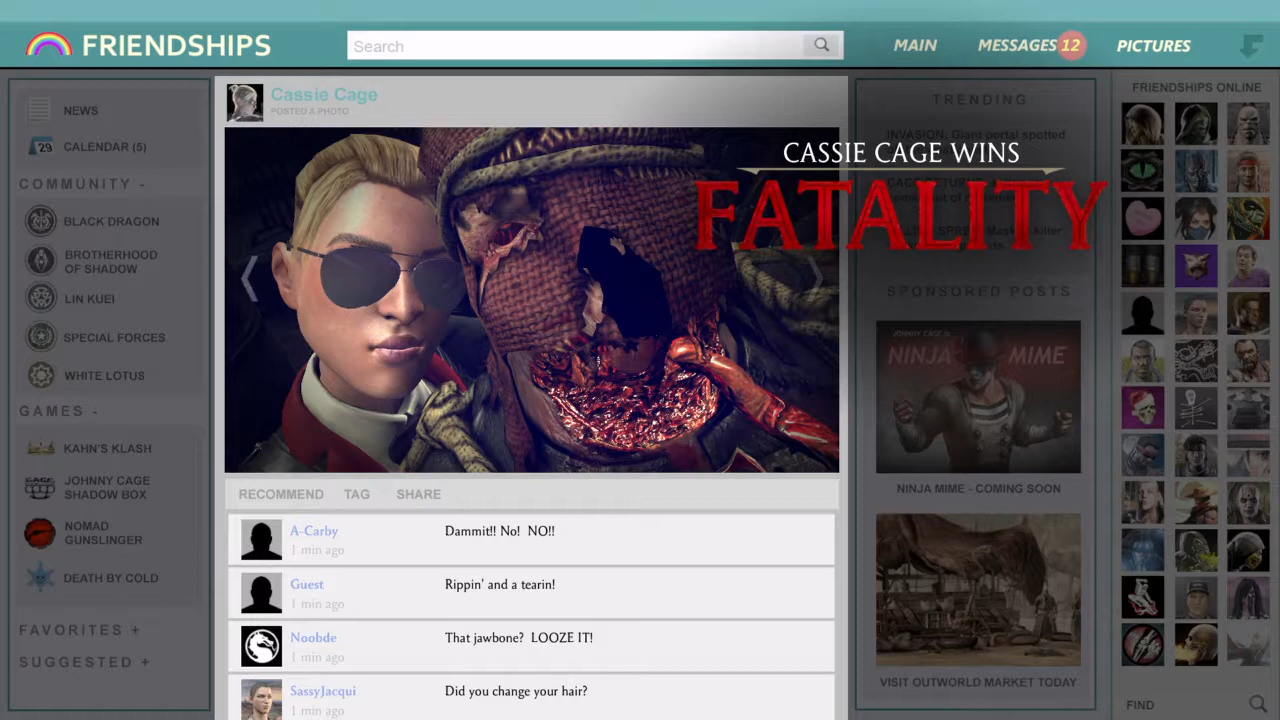 FRIENDSHIPS
Search
MAIN
MESSAGES 12
PICTURES
NEWS
29
CALENDAR (5)
COMMUNITY -
BLACK DRAGON
BROTHERHOOD
OF SHADOW
LIN KUEI
SPECIAL FORCES
WHITE LOTUS
GAMES -
KAHN'S KLASH
JOHNNY CAGE
SHADOW BOX
NOMAD
GUNSLINGER
DEATH BY COLD
FAVORITES +
SUGGESTED +
Cassie Cage
POSTED A PHOTO
CASSIE CAGE WINS
FATALITY
RECOMMEND
TAG
SHARE
A-Carby
1 min ago
Dammit!! No! NO!!
Guest
1 min ago
Rippin' and a tearin!
Noobde
1 min ago
That jawbone? LOOZE IT!
SassyJacqui
Did you change your hair?
TRENDING
INVASION: Giant portal spotted
SPONSORED POSTS
JOHNNY CAGE is
NINJA MIME
NINJA MIME - COMING SOON
VISIT OUTWORLD MARKET TODAY
FRIENDSHIPS ONLINE
FIND